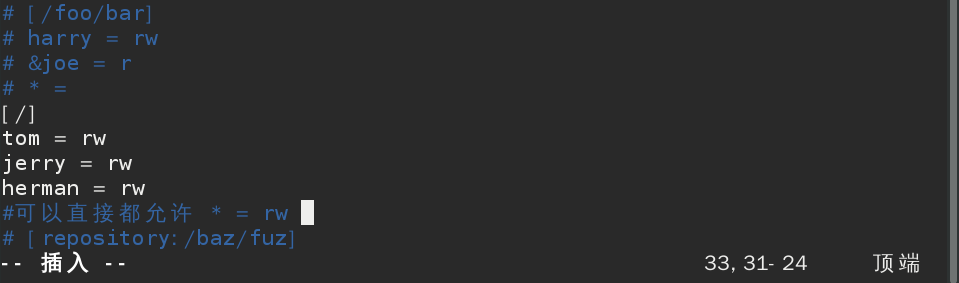 # [/foo/bar]
# harry = rw
# &joe = r
# * =
[/]
tom = rw
jerry = rw
herman = rw
#可以直接都允许 * = rw
# [repository:/baz/fuz]
-- 插入 -- 33,31-24 顶端